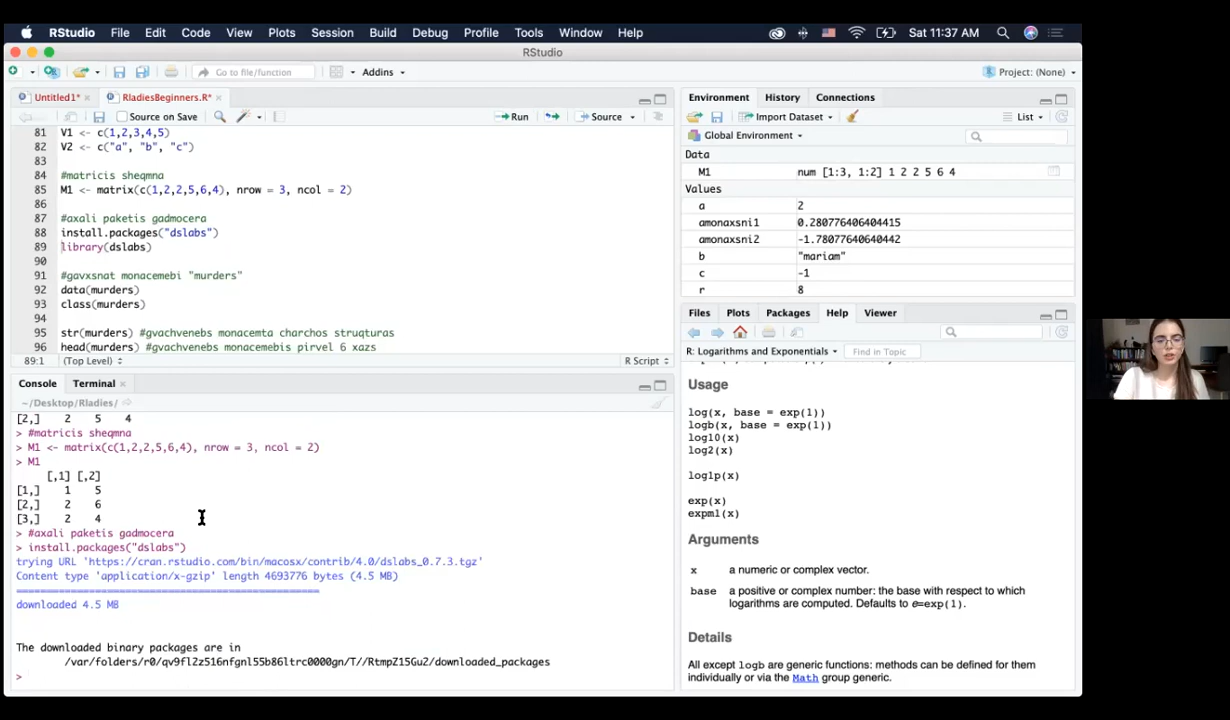 RStudio File Edit Code View Plots Session Build Debug Profile Tools Window Help Sat 11:37 AM
RStudio
Go to file/function Addins Project: (None)
Untitled1* RladiesBeginners.R*
Source on Save Run Source
81 V1 <- c(1,2,3,4,5)
82 V2 <- c("a", "b", "c")
83
84 #matricis sheqmna
85 M1 <- matrix(c(1,2,2,5,6,4), nrow = 3, ncol = 2)
86
87 #axali paketis gadmocera
88 install.packages("dslabs")
89 library(dslabs)
90
91 #gavxsnat monacemebi "murders"
92 data(murders)
93 class(murders)
94
95 str(murders) #gvachvenebs monacemta charchos struqturas
96 head(murders) #gvachvenebs monacemebis pirvel 6 xazs
89:1 (Top Level) R Script
Console Terminal
~/Desktop/Rladies/
[2,] 2 5 4
> #matricis sheqmna
> M1 <- matrix(c(1,2,2,5,6,4), nrow = 3, ncol = 2)
> M1
[,1] [,2]
[1,] 1 5
[2,] 2 6
[3,] 2 4
> #axali paketis gadmocera
> install.packages("dslabs")
trying URL 'https://cran.rstudio.com/bin/macosx/contrib/4.0/dslabs_0.7.3.tgz'
Content type 'application/x-gzip' length 4693776 bytes (4.5 MB)
==================================================
downloaded 4.5 MB
The downloaded binary packages are in
/var/folders/r0/qv9fl2z516nfgnl55b86ltrc0000gn/T//RtmpZ15Gu2/downloaded_packages
>
Environment History Connections
Import Dataset List
Global Environment
Data
M1 num [1:3, 1:2] 1 2 2 5 6 4
Values
a 2
amonaxsni1 0.280776406404415
amonaxsni2 -1.78077640640442
b "mariam"
c -1
r 8
Files Plots Packages Help Viewer
R: Logarithms and Exponentials Find in Topic
Usage
log(x, base = exp(1))
logb(x, base = exp(1))
log10(x)
log2(x)
log1p(x)
exp(x)
expm1(x)
Arguments
x a numeric or complex vector.
base a positive or complex number: the base with respect to which
logarithms are computed. Defaults to e=exp(1).
Details
All except logb are generic functions: methods can be defined for them
individually or via the Math group generic.